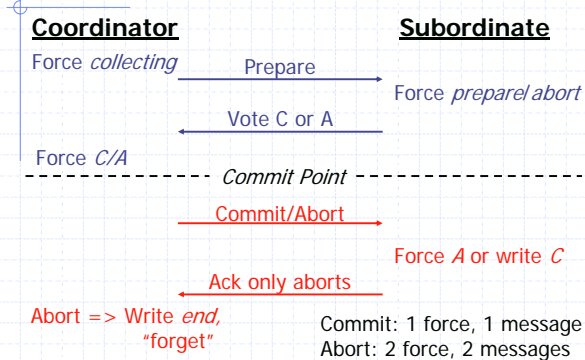 Coordinator
Subordinate
Force collecting
Prepare
Force prepare/abort
Vote C or A
Force C/A
Commit Point
Commit/Abort
Force A or write C
Ack only aborts
Abort => Write end,
"forget"
Commit: 1 force, 1 message
Abort: 2 force, 2 messages